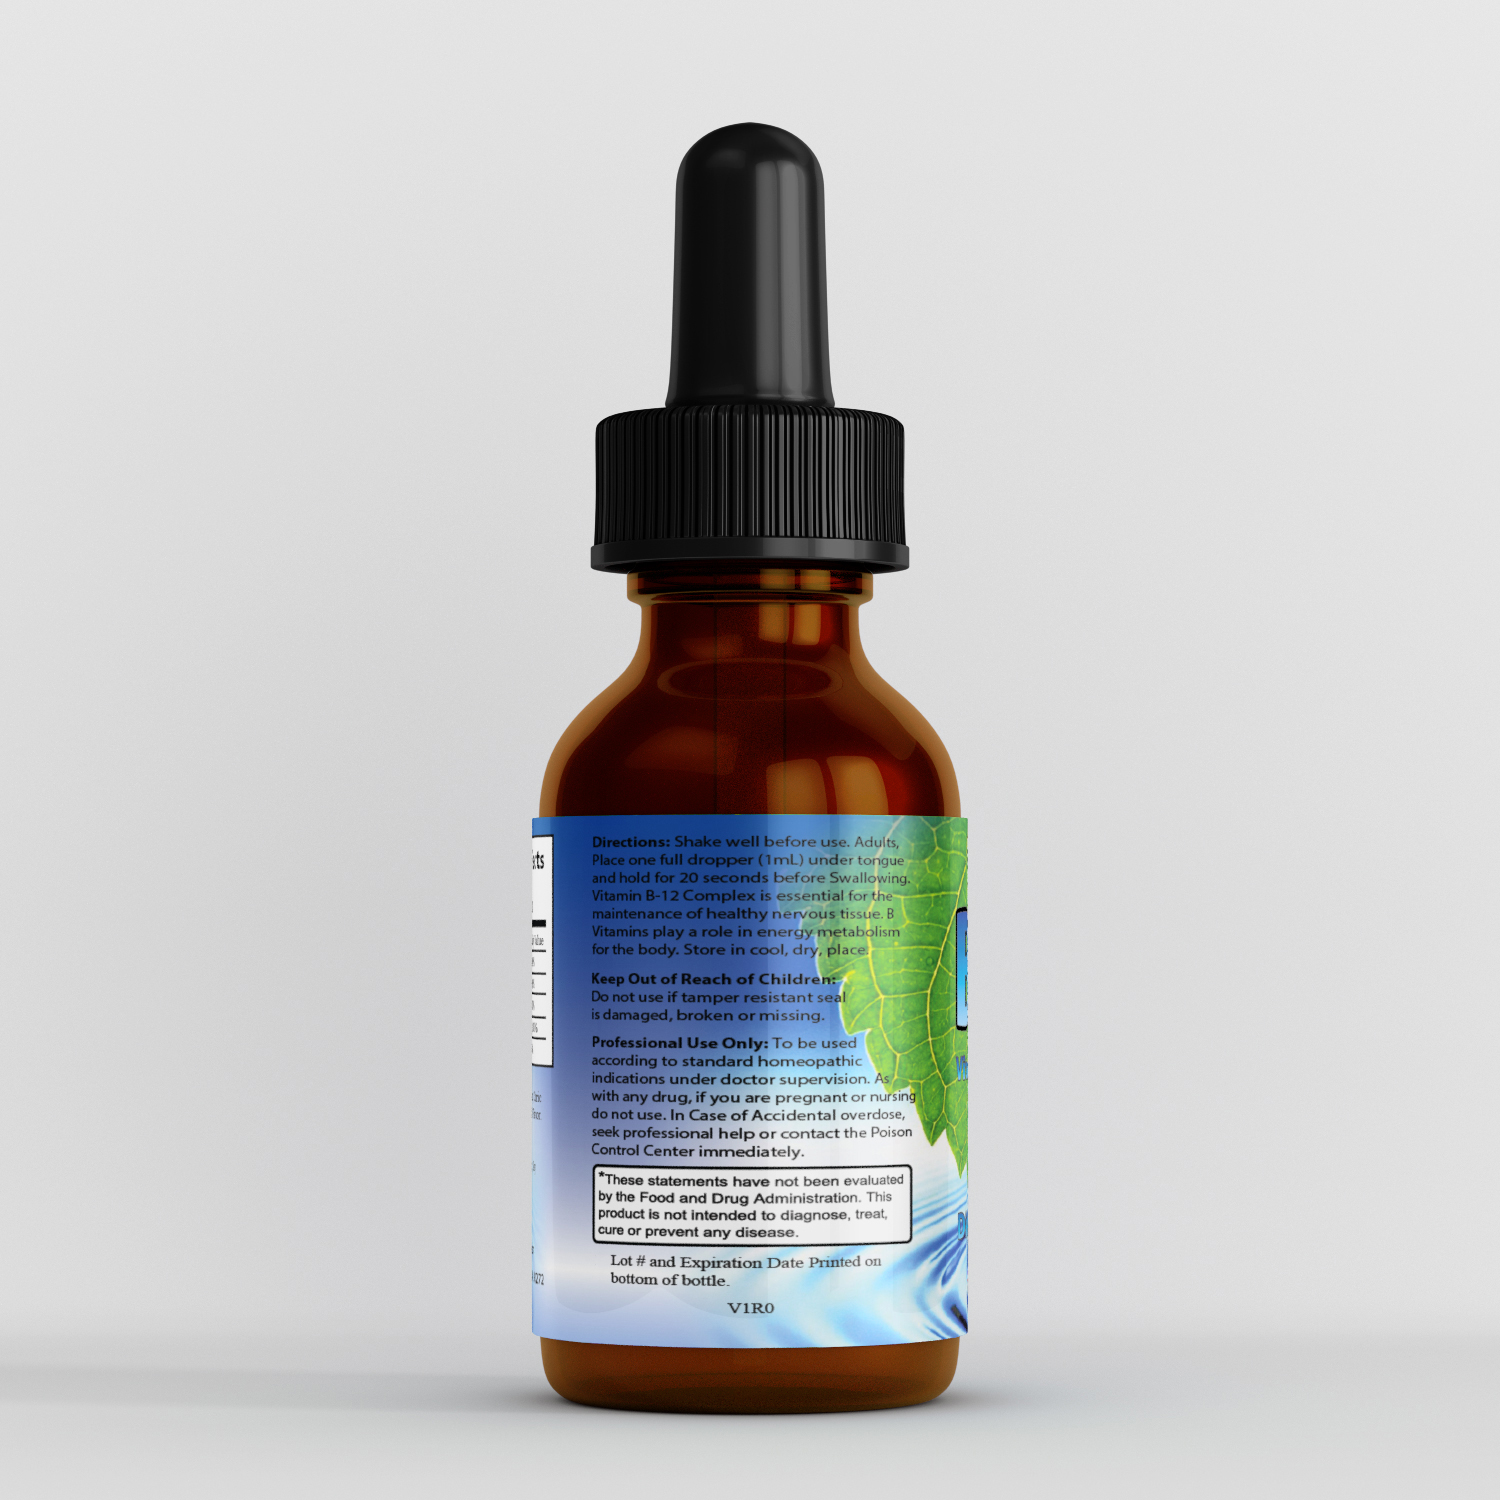 Directions: Shake well before use. Adults,
Place one full dropper (1mL) under tongue
and hold for 20 seconds before Swallowing.
Vitamin B-12 Complex is essential for the
maintenance of healthy nervous tissue. B
Vitamins play a role in energy metabolism
for the body. Store in cool, dry, place.
Keep Out of Reach of Children:
Do not use if tamper resistant seal
is damaged, broken or missing.
Professional Use Only: To be used
according to standard homeopathic
indications under doctor supervision. As
with any drug, if you are pregnant or nursing
do not use. In Case of Accidental overdose,
seek professional help or contact the Poison
Control Center immediately.
*These statements have not been evaluated
by the Food and Drug Administration. This
product is not intended to diagnose, treat,
cure or prevent any disease.
Lot # and Expiration Date Printed on
bottom of bottle.
V1R0